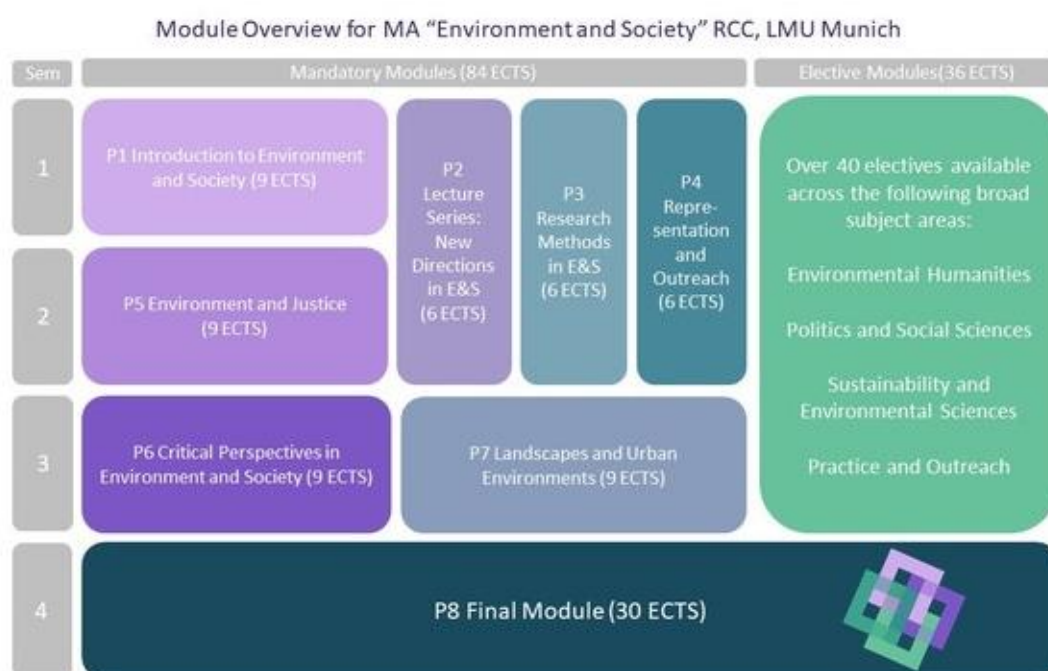 Module Overview for MA “Environment and Society” RCC, LMU Munich
Sem
Mandatory Modules (84 ECTS)
Elective Modules(36 ECTS)
1
P1 Introduction to Environment
and Society (9 ECTS)
P2
Lecture
Series:
New
Directions
in E&S
(6 ECTS)
P3
Research
Methods
in E&S
(6 ECTS)
P4
Repre-
sentation
and
Outreach
(6 ECTS)
Over 40 electives available
across the following broad
subject areas:
Environmental Humanities
Politics and Social Sciences
Sustainability and
Environmental Sciences
Practice and Outreach
2
P5 Environment and Justice
(9 ECTS)
3
P6 Critical Perspectives in
Environment and Society (9 ECTS)
P7 Landscapes and Urban
Environments (9 ECTS)
4
P8 Final Module (30 ECTS)